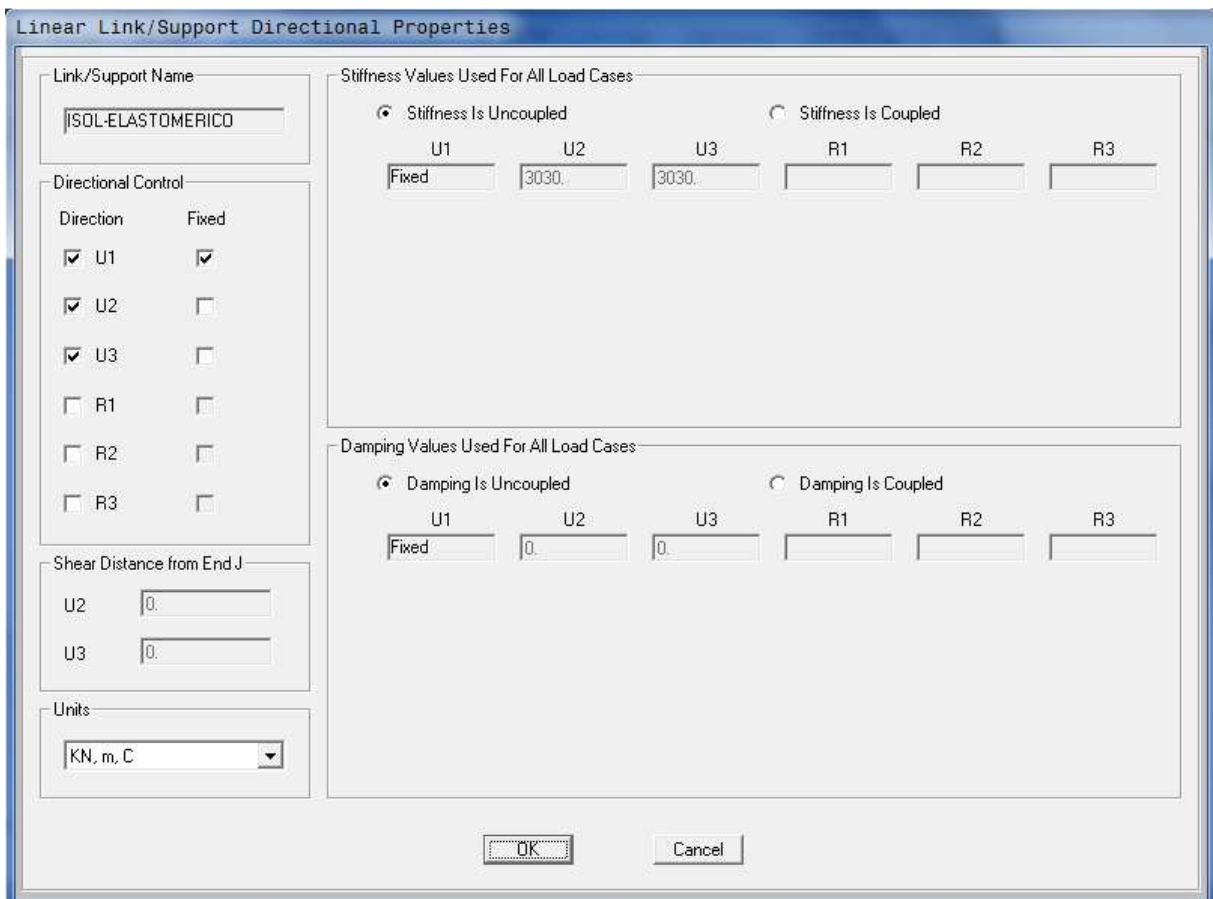 Linear Link/Support Directional Properties
Link/Support Name
ISOL-ELASTOMERICO
Directional Control
Direction Fixed
U1
U2
U3
R1
R2
R3
Shear Distance from End J
U2 0.
U3 0.
Units
KN, m, C
Stiffness Values Used For All Load Cases
Stiffness Is Uncoupled Stiffness Is Coupled
U1 U2 U3 R1 R2 R3
Fixed 3030. 3030.
Damping Values Used For All Load Cases
Damping Is Uncoupled Damping Is Coupled
U1 U2 U3 R1 R2 R3
Fixed 0. 0.
OK Cancel